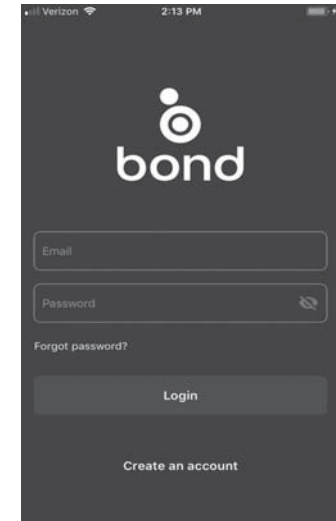 Verizon
2:13 PM
bond
Email
Password
Forgot password?
Login
Create an account